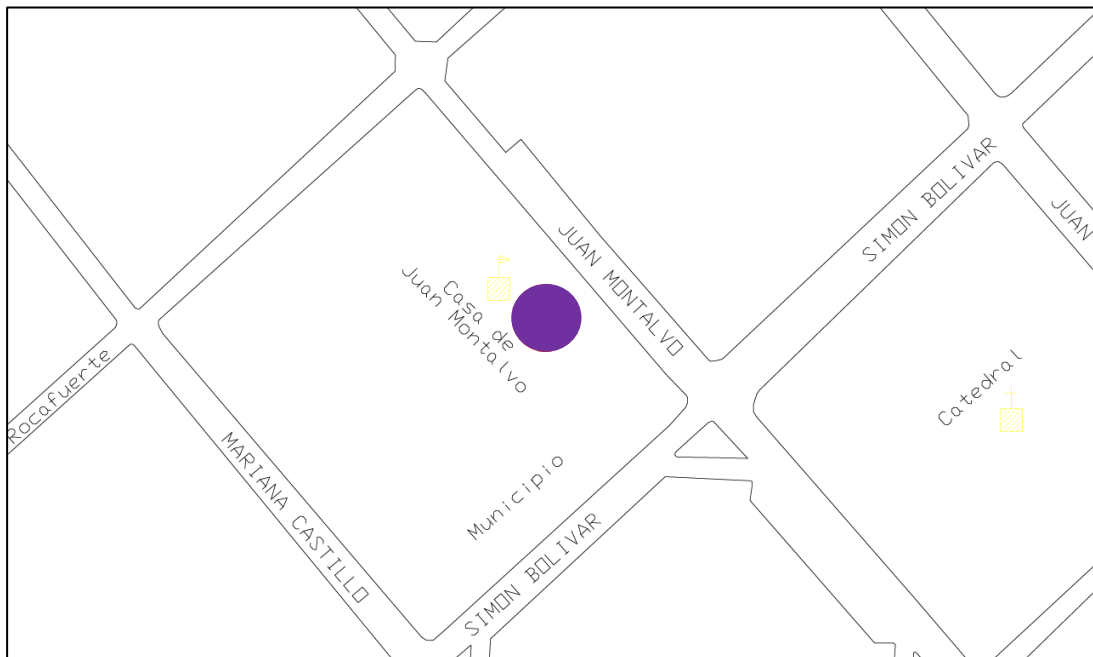 SIMON BOLIVAR
JUAN
JUAN MONTALVO
Casa de
Juan Montalvo
Rocafuerte
Catedral
MARIANA CASTILLO
Municipio
SIMON BOLIVAR